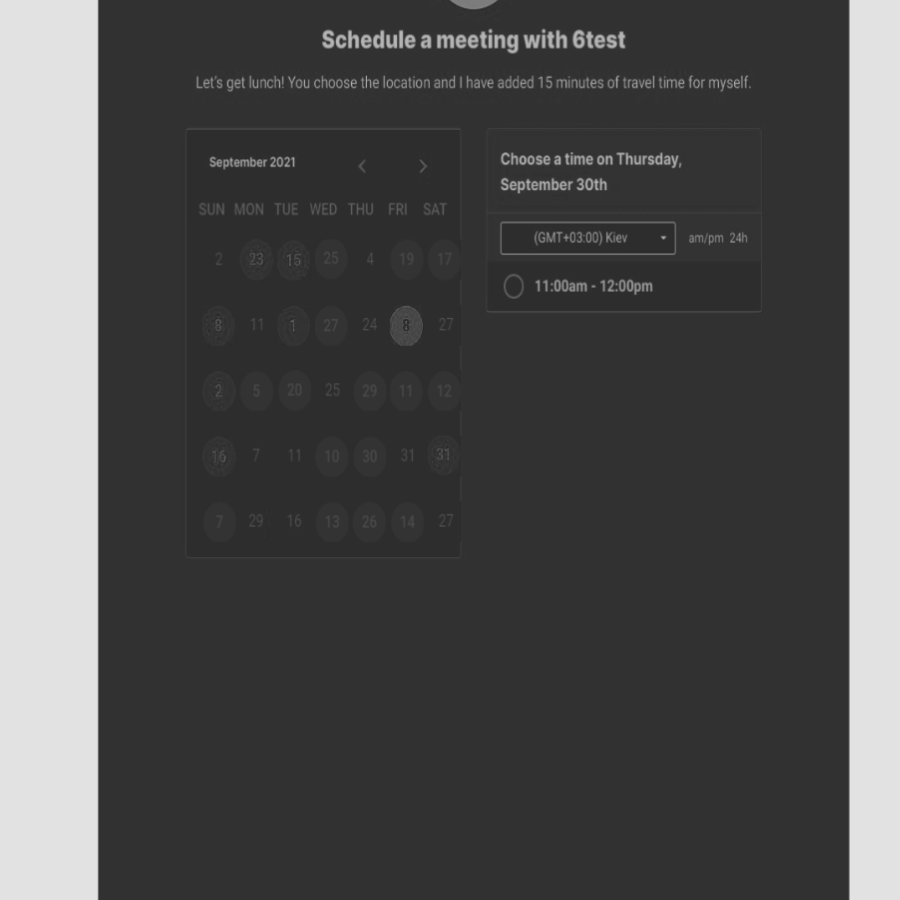 Schedule a meeting with 6test
Let's get lunch! You choose the location and I have added 15 minutes of travel time for myself.
September 2021
SUN MON TUE WED THU FRI SAT
2 23 15 25 4 19 17
8 11 1 27 24 8 27
2 5 20 25 29 11 12
16 7 11 10 30 31 31
7 29 16 13 26 14 27
Choose a time on Thursday,
September 30th
(GMT+03:00) Kiev am/pm 24h
11:00am - 12:00pm